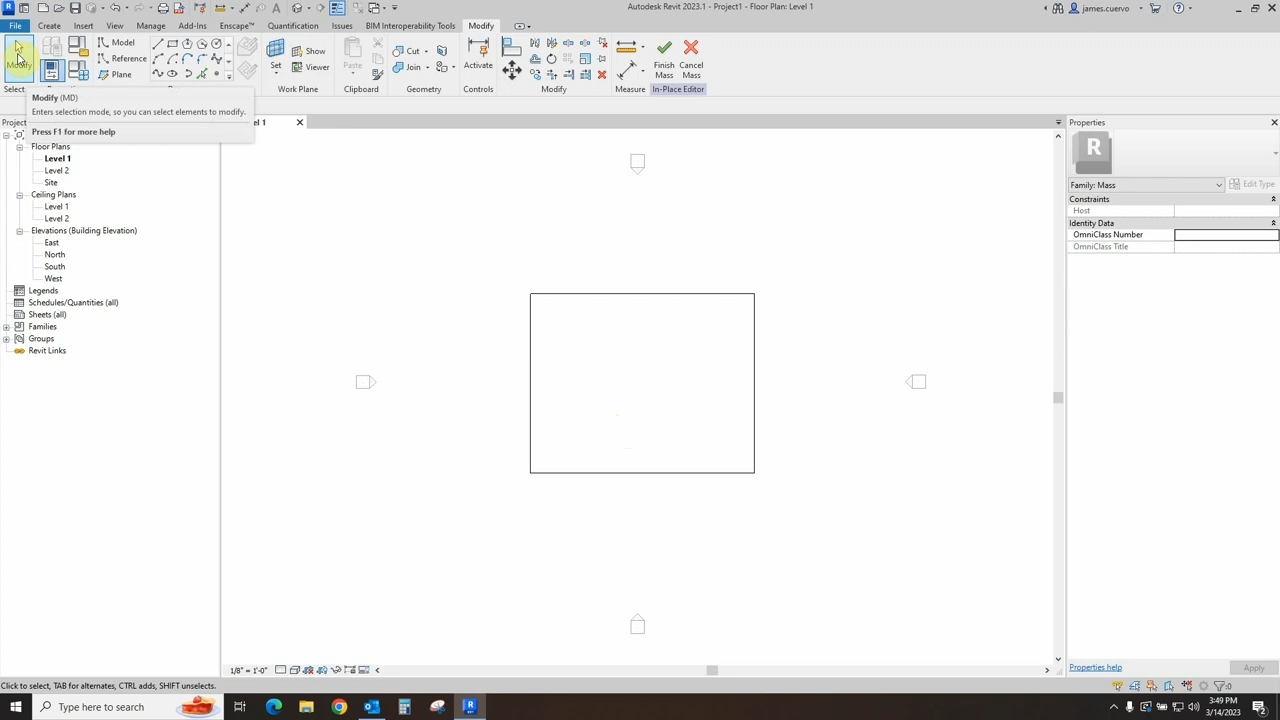 Autodesk Revit 2023.1 - Project1 - Floor Plan: Level 1
james.cuervo
File Create Insert View Manage Add-Ins Enscape™ Quantification Issues BIM Interoperability Tools Modify
Modify
Model
Reference
Plane
Set
Show
Viewer
Paste
Cut
Join
Activate
Finish Mass
Cancel Mass
Select
Work Plane
Clipboard
Geometry
Controls
Modify
Measure
In-Place Editor
Modify (MD)
Enters selection mode, so you can select elements to modify.
Press F1 for more help
Floor Plans
Level 1
Level 2
Site
Ceiling Plans
Level 1
Level 2
Elevations (Building Elevation)
East
North
South
West
Legends
Schedules/Quantities (all)
Sheets (all)
Families
Groups
Revit Links
Properties
R
Family: Mass
Edit Type
Constraints
Host
Identity Data
OmniClass Number
OmniClass Title
Properties help
Apply
1/8" = 1'-0"
Click to select, TAB for alternates, CTRL adds, SHIFT unselects.
:0
Type here to search
3:49 PM
3/14/2023